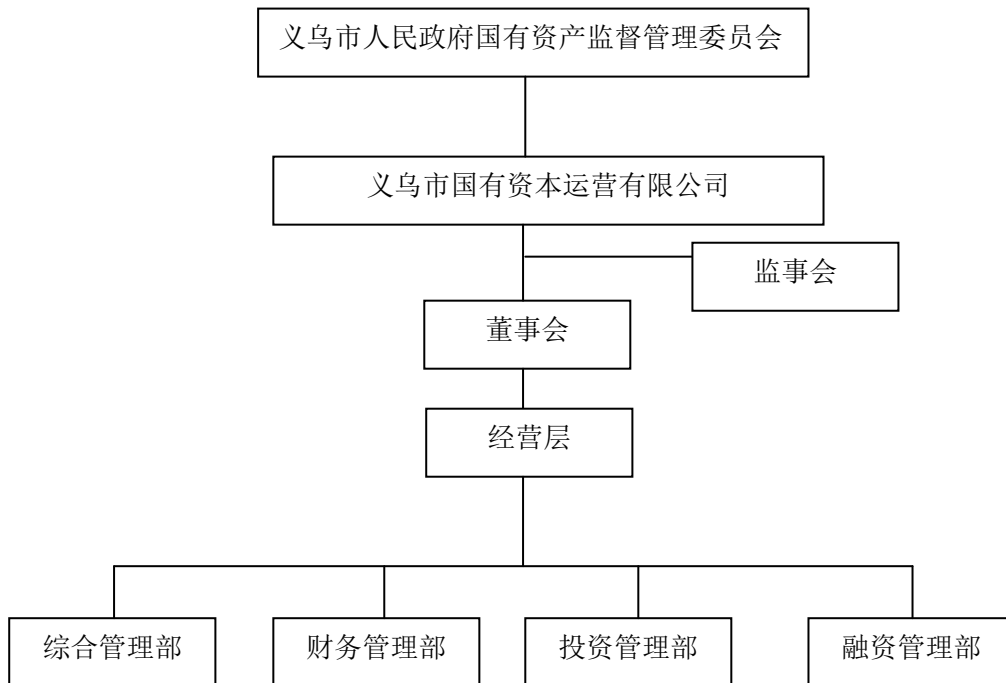 义乌市人民政府国有资产监督管理委员会
义乌市国有资本运营有限公司
监事会
董事会
经营层
综合管理部
财务管理部
投资管理部
融资管理部